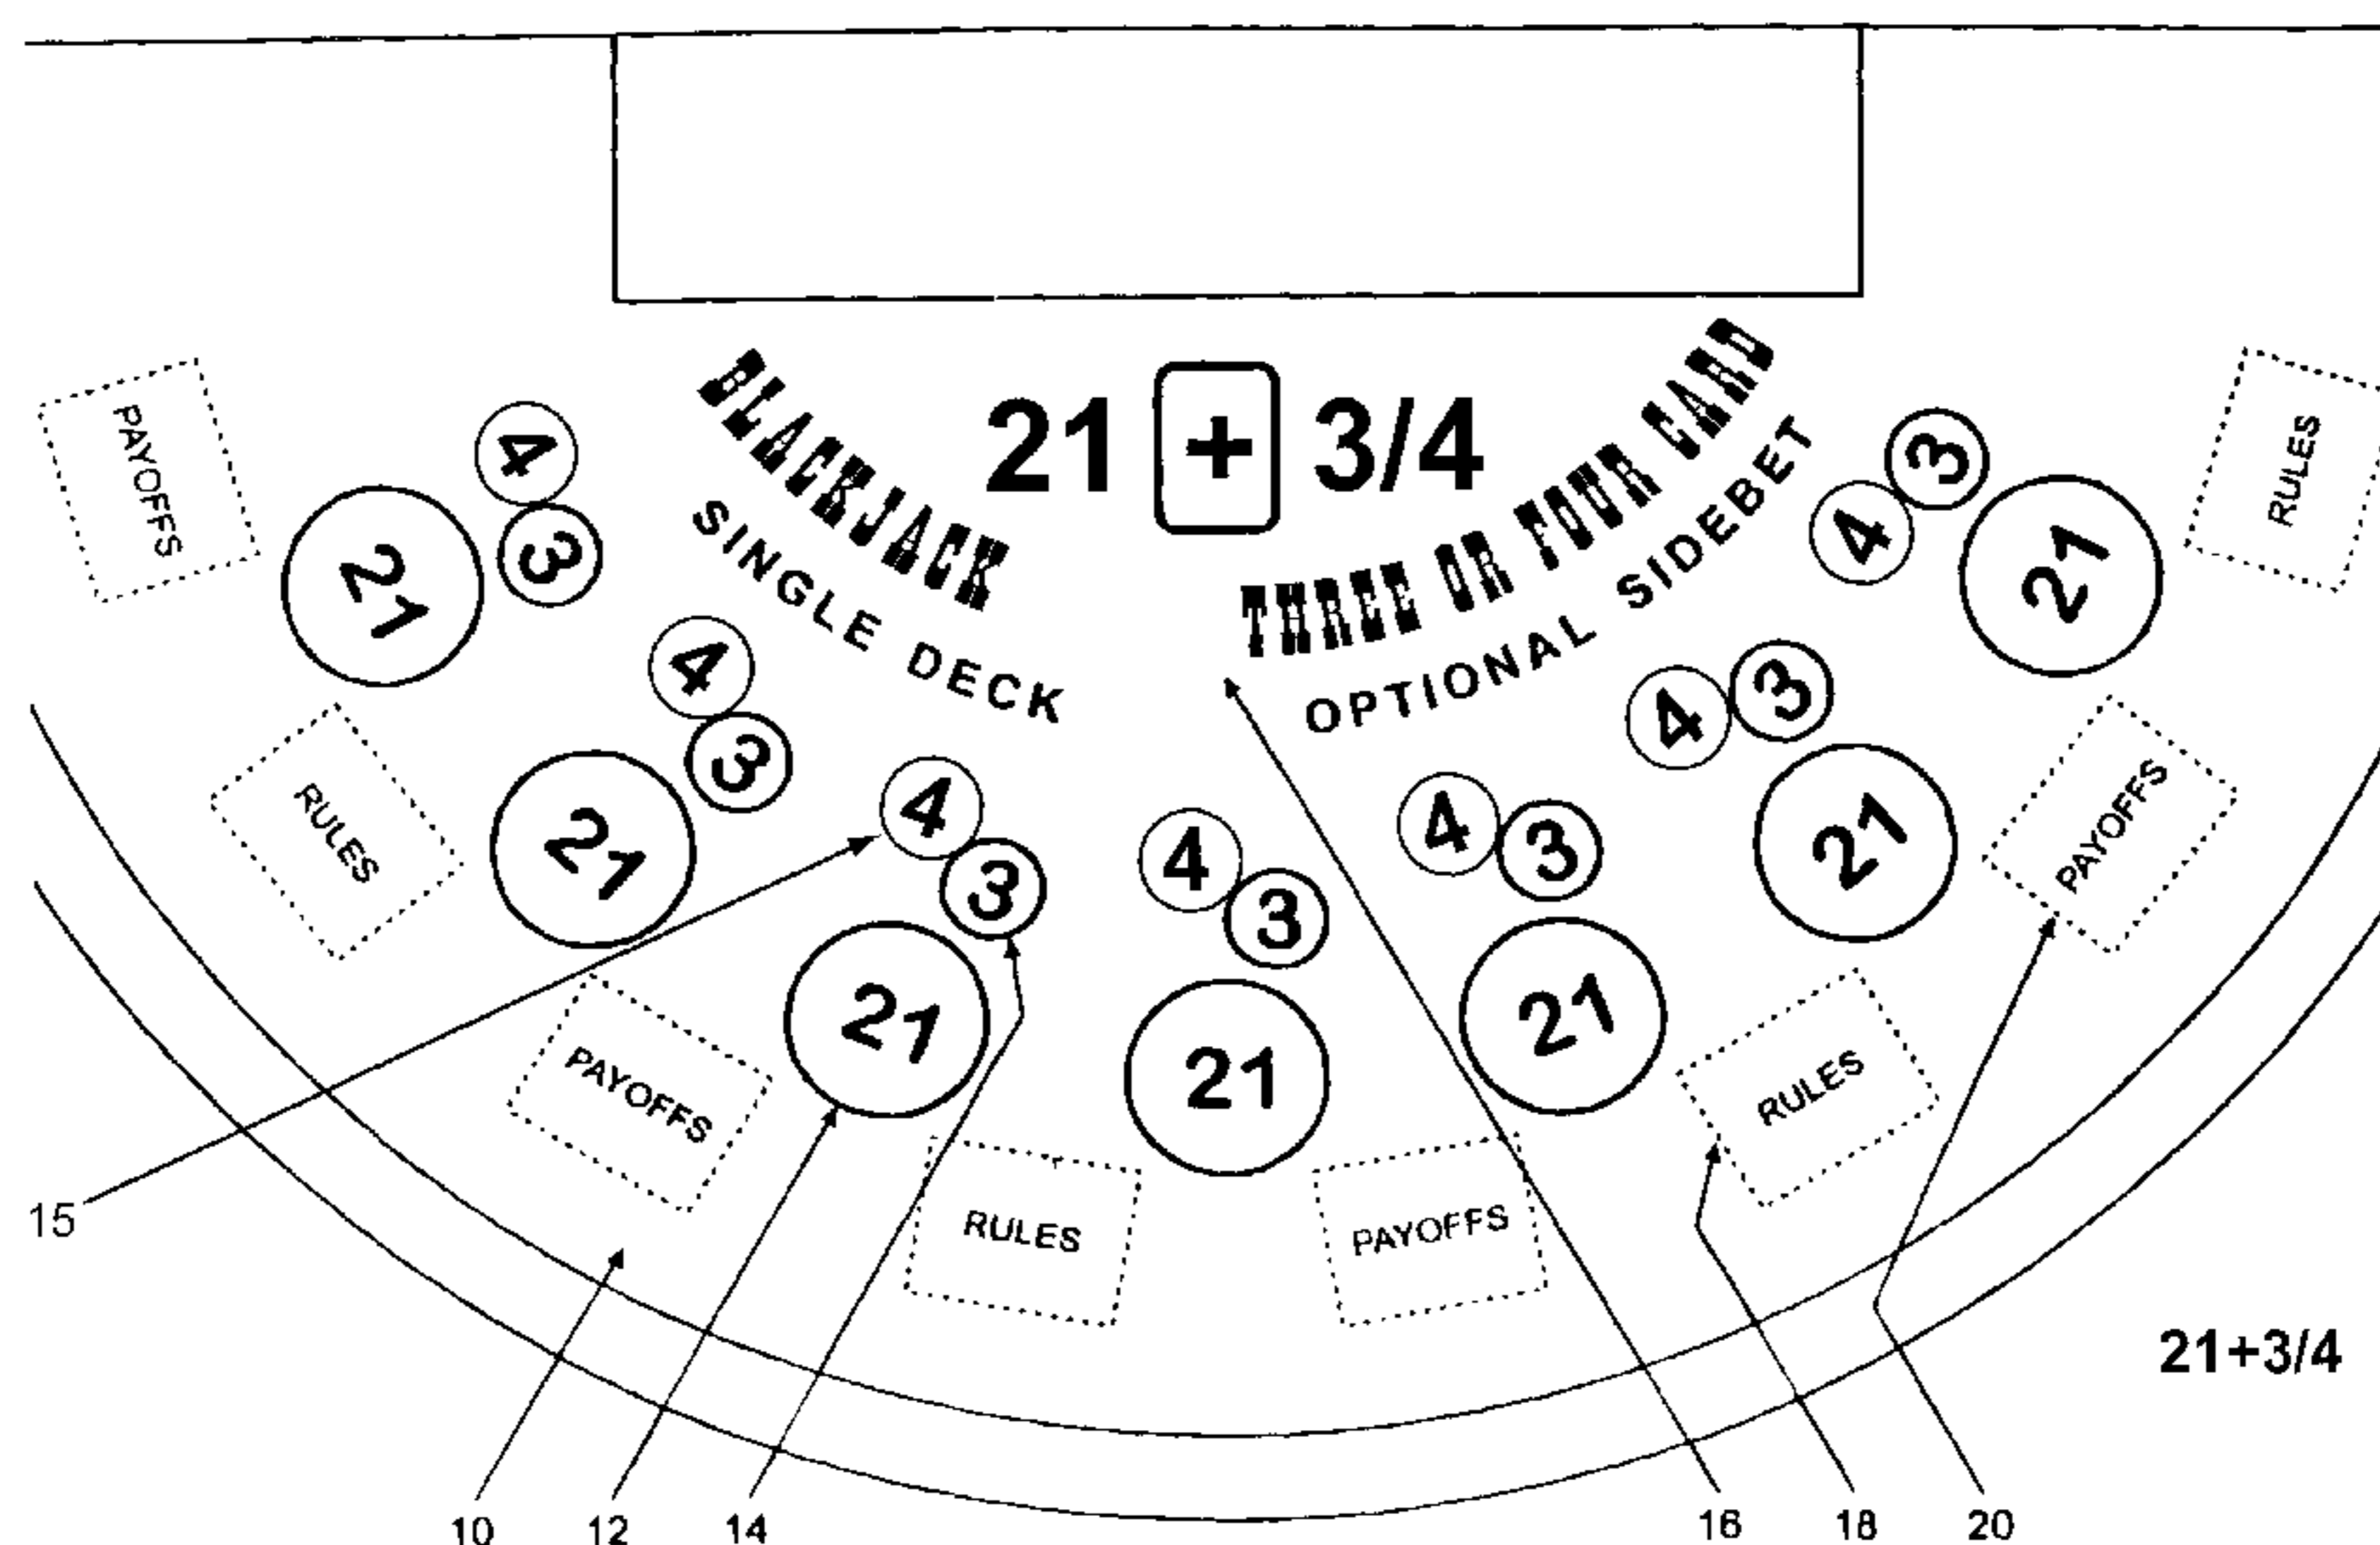 21 + 3/4
BLACKJACK
SINGLE DECK
THREE OR FOUR CARD
OPTIONAL SIDEBET
PAYOFFS
4
3
21
RULES
4
3
21
PAYOFFS
4
3
21
RULES
4
3
21
PAYOFFS
4
3
21
RULES
4
3
21
PAYOFFS
4
3
21
RULES
15
10
12
14
16
18
20
21+3/4